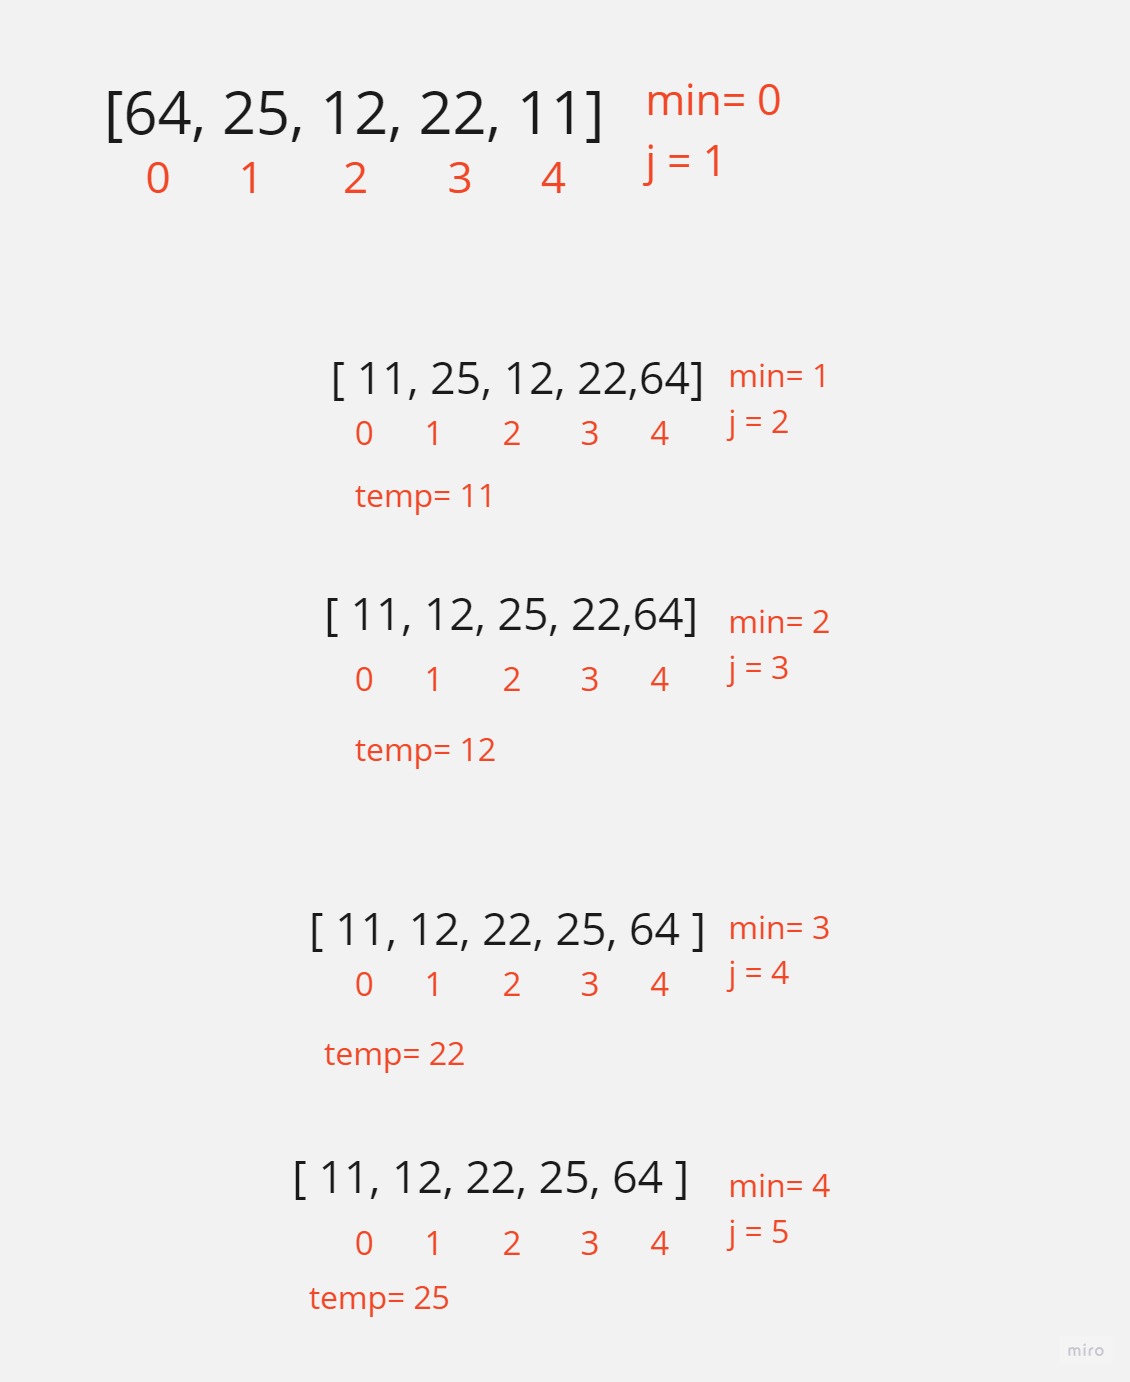 [64, 25, 12, 22, 11] min= 0
0 1 2 3 4 j = 1
[ 11, 25, 12, 22,64] min= 1
0 1 2 3 4 j = 2
temp= 11
[ 11, 12, 25, 22,64] min= 2
0 1 2 3 4 j = 3
temp= 12
[ 11, 12, 22, 25, 64 ] min= 3
0 1 2 3 4 j = 4
temp= 22
[ 11, 12, 22, 25, 64 ] min= 4
0 1 2 3 4 j = 5
temp= 25
miro